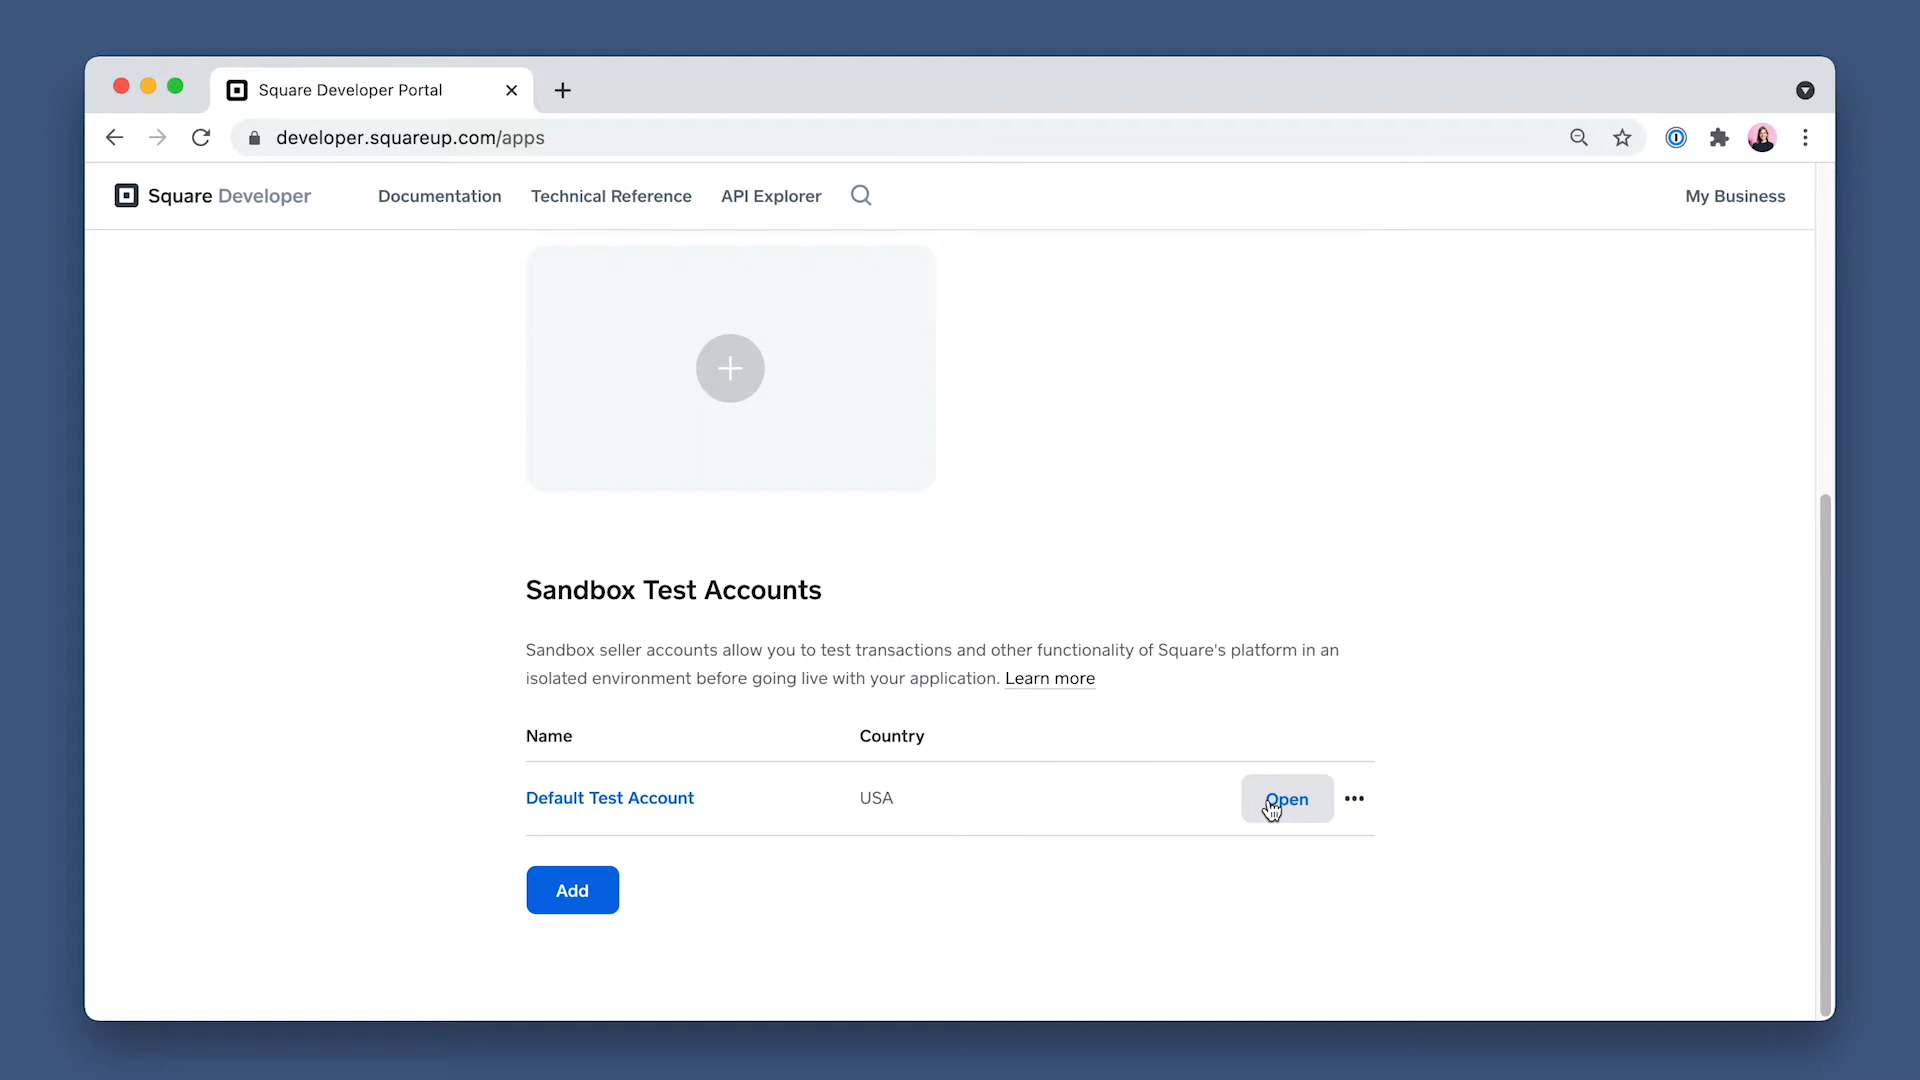 Square Developer Portal
developer.squareup.com/apps
Square Developer
Documentation
Technical Reference
API Explorer
My Business
Sandbox Test Accounts
Sandbox seller accounts allow you to test transactions and other functionality of Square's platform in an
isolated environment before going live with your application. Learn more
Name
Country
Default Test Account
USA
Open
Add